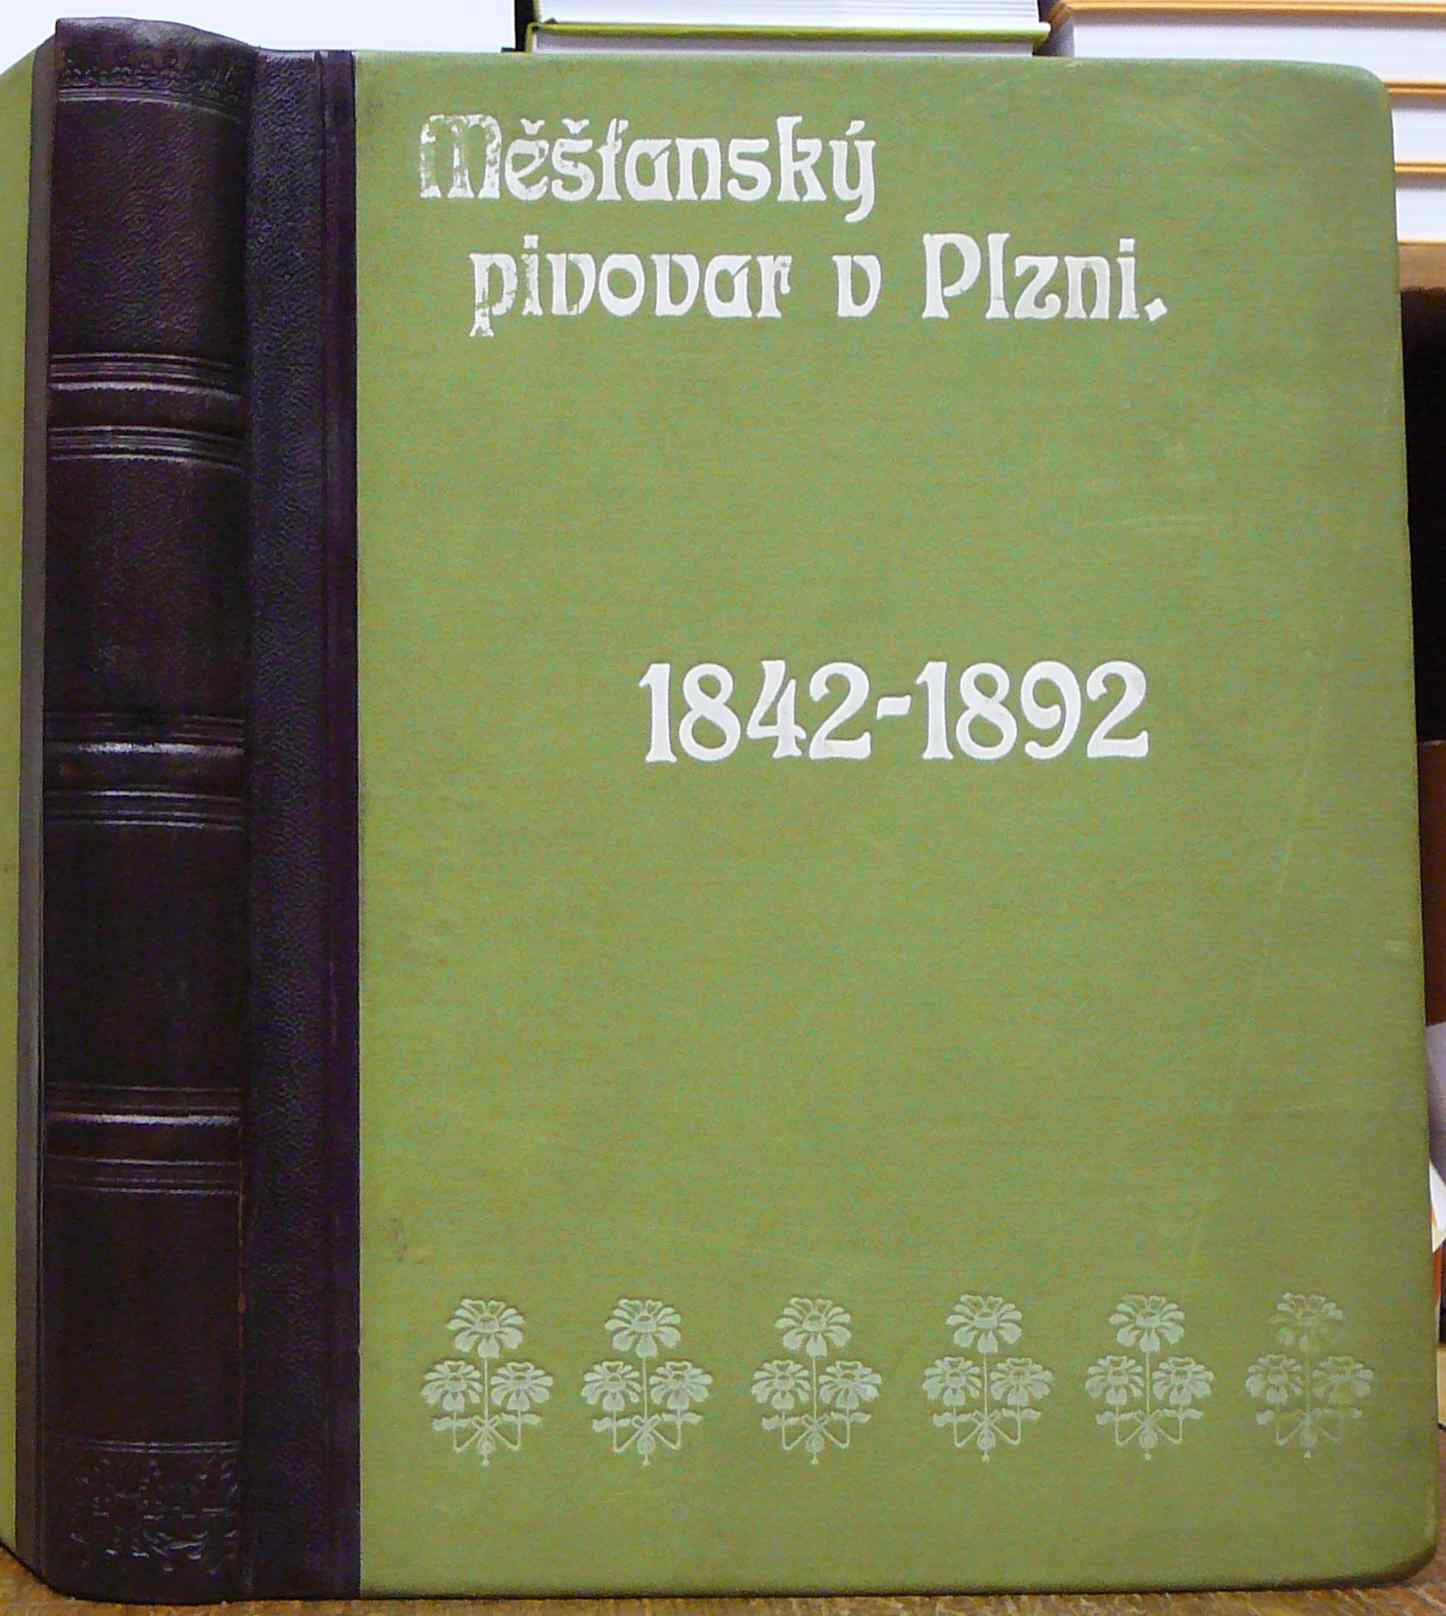 Měšťanský
pivovar v Plzni.
1842-1892